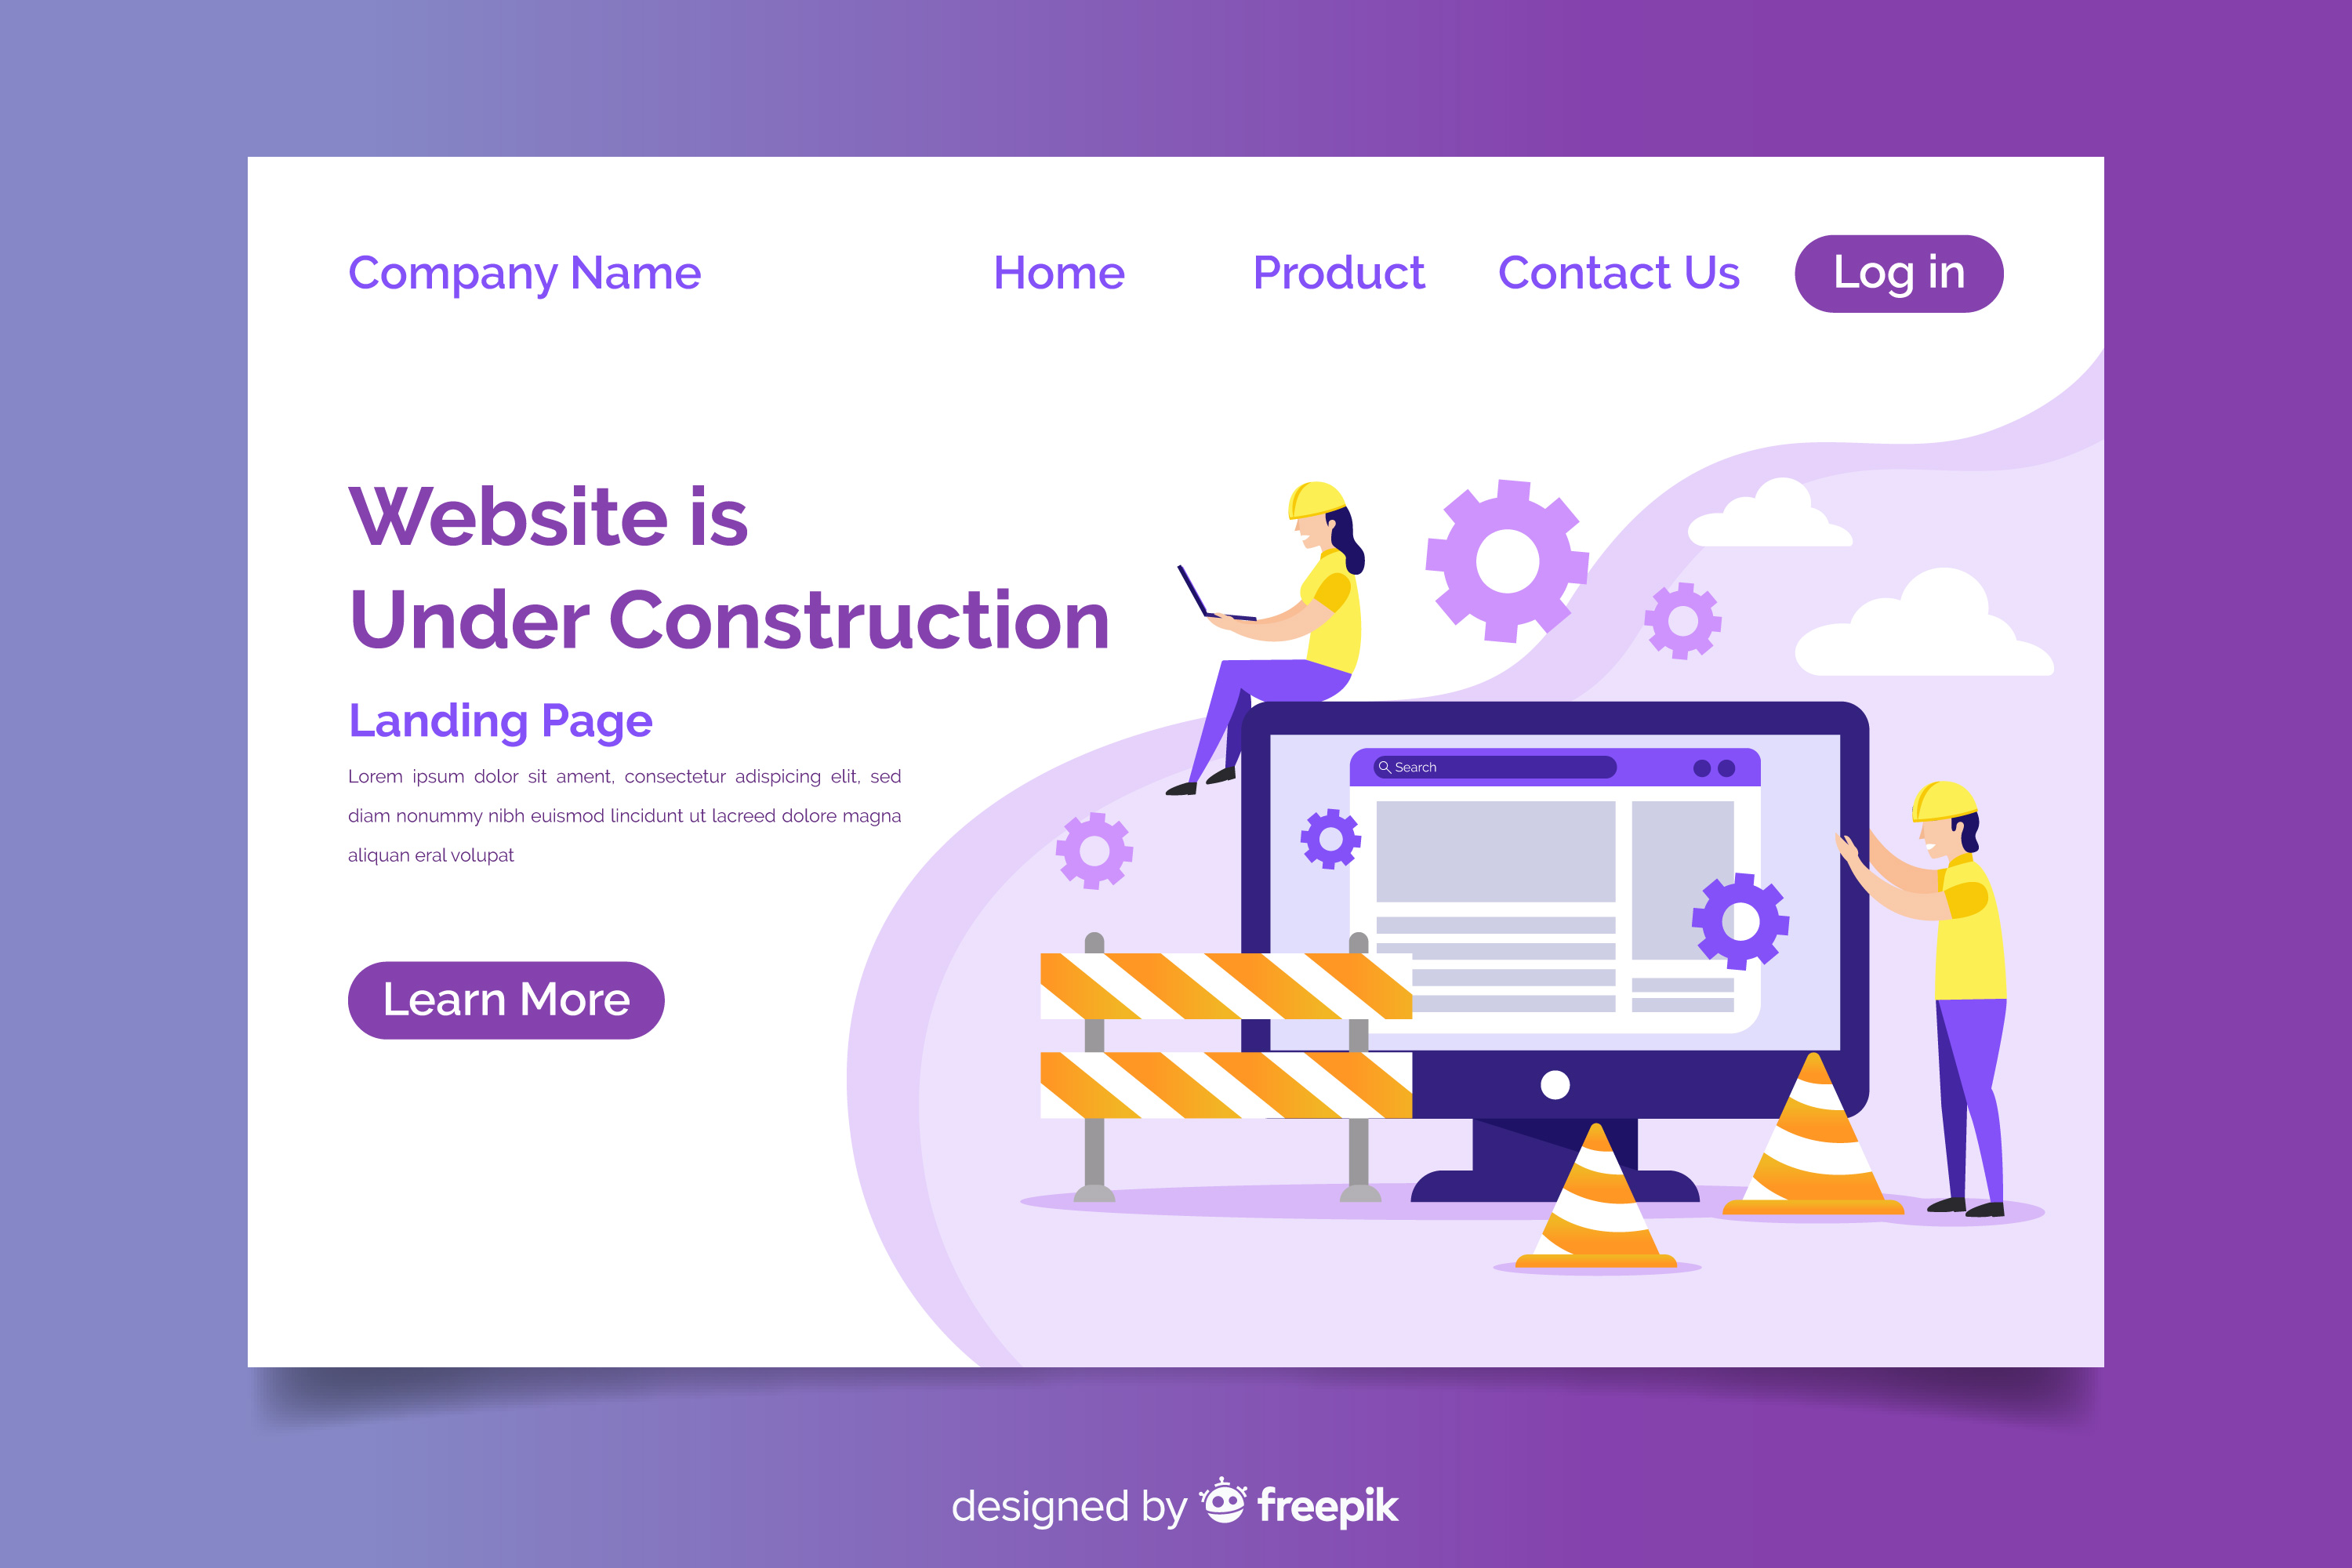 Company Name
Home
Product
Contact Us
Log in
Website is
Under Construction
Landing Page
Lorem ipsum dolor sit ament, consectetur adispicing elit, sed
diam nonummy nibh euismod lincidunt ut lacreed dolore magna
aliquan eral volupat
Learn More
Search
designed by freepik